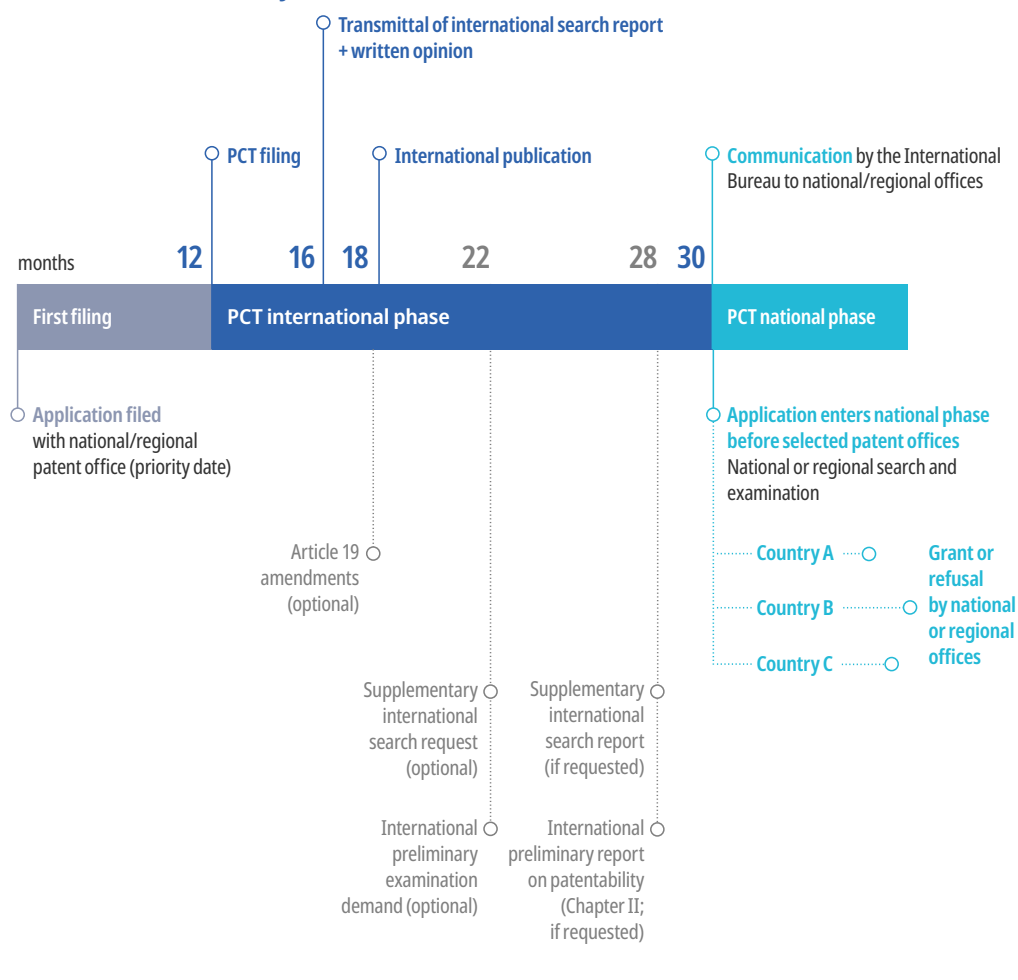 Transmittal of international search report
+ written opinion
PCT filing
International publication
Communication by the International
Bureau to national/regional offices
months
12
16
18
22
28
30
First filing
PCT international phase
PCT national phase
Application filed
with national/regional
patent office (priority date)
Application enters national phase
before selected patent offices
National or regional search and
examination
Article 19
amendments
(optional)
Country A
Country B
Country C
Grant or
refusal
by national
or regional
offices
Supplementary
international
search request
(optional)
Supplementary
international
search report
(if requested)
International
preliminary
examination
demand (optional)
International
preliminary report
on patentability
(Chapter II;
if requested)